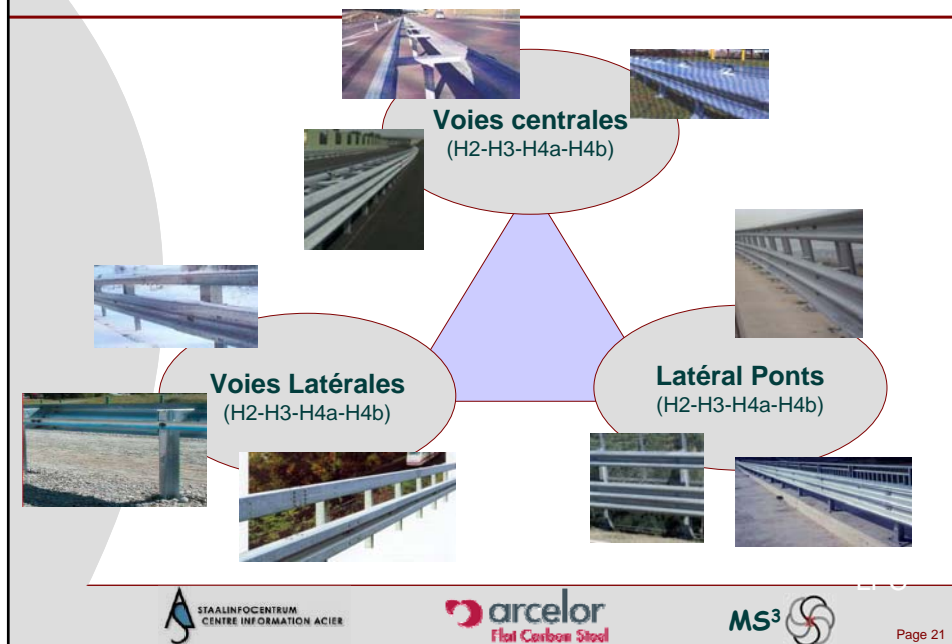 Voies centrales
(H2-H3-H4a-H4b)
Voies Latérales
(H2-H3-H4a-H4b)
Latéral Ponts
(H2-H3-H4a-H4b)
STAALINFOCENTRUM
CENTRE INFORMATION ACIER
arcelor
Flat Carbon Steel
MS³
Page 21